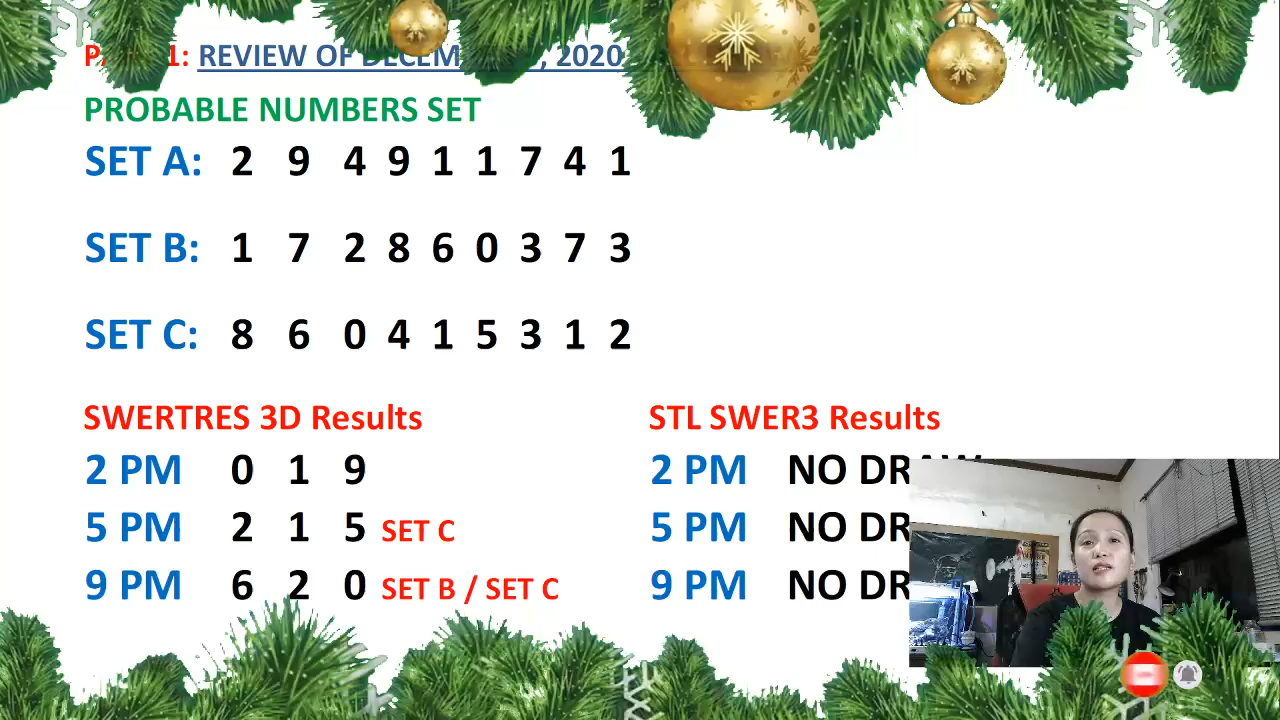 1: REVIEW OF 2020
PROBABLE NUMBERS SET
SET A: 2 9 4 9 1 1 7 4 1
SET B: 1 7 2 8 6 0 3 7 3
SET C: 8 6 0 4 1 5 3 1 2
SWERTRES 3D Results
2 PM 0 1 9
5 PM 2 1 5 SET C
9 PM 6 2 0 SET B / SET C
STL SWER3 Results
2 PM NO DRAW
5 PM NO DR
9 PM NO DR